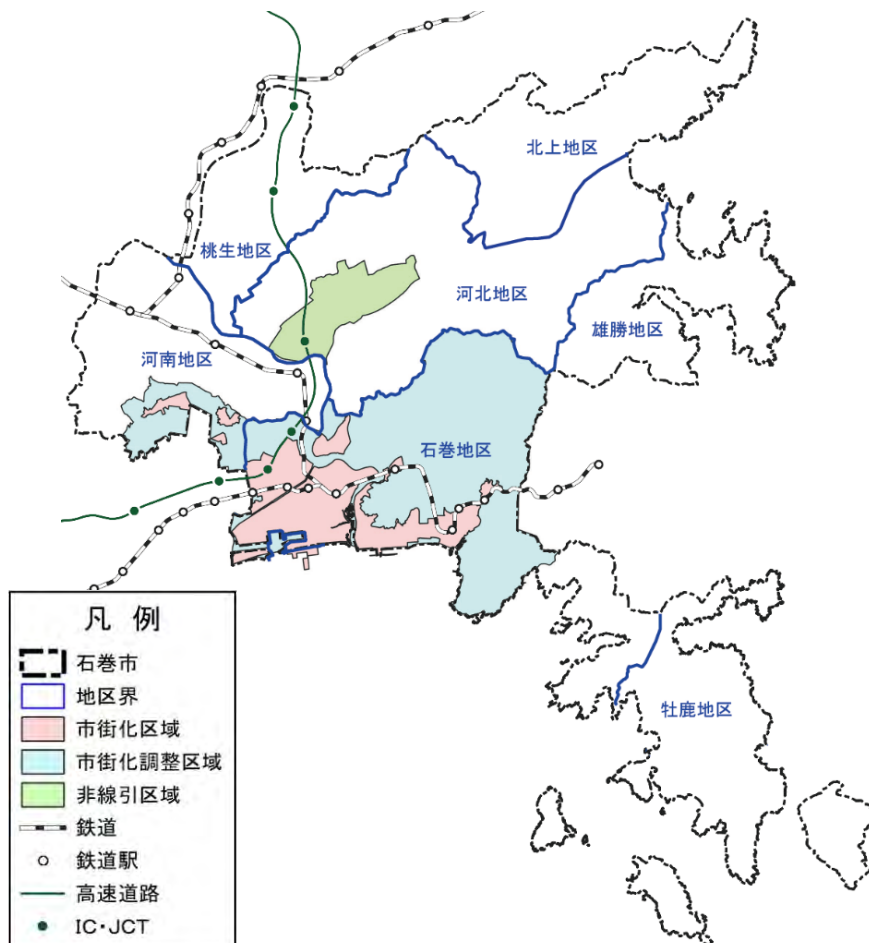 北上地区
桃生地区
河北地区
雄勝地区
河南地区
石巻地区
牡鹿地区
凡例
石巻市
地区界
市街化区域
市街化調整区域
非線引区域
鉄道
鉄道駅
高速道路
IC・JCT